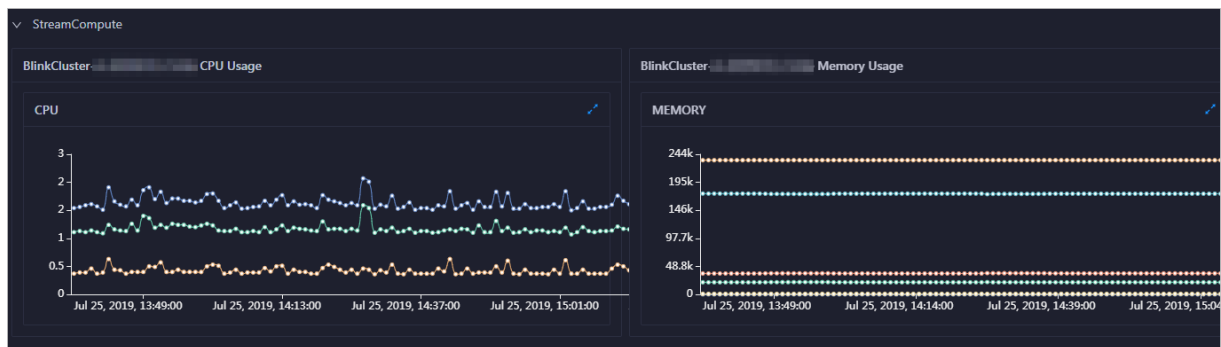 StreamCompute
BlinkCluster- CPU Usage
CPU
3
2
2
1
0.5
0
Jul 25, 2019, 13:49:00
Jul 25, 2019, 14:13:00
Jul 25, 2019, 14:37:00
Jul 25, 2019, 15:01:00
BlinkCluster- Memory Usage
MEMORY
244k
195k
146k
97.7k
48.8k
0
Jul 25, 2019, 13:49:00
Jul 25, 2019, 14:14:00
Jul 25, 2019, 14:39:00
Jul 25, 2019, 15:04